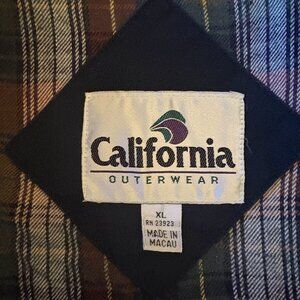 California
OUTERWEAR
XL
RN 23923
MADE IN
MACAU